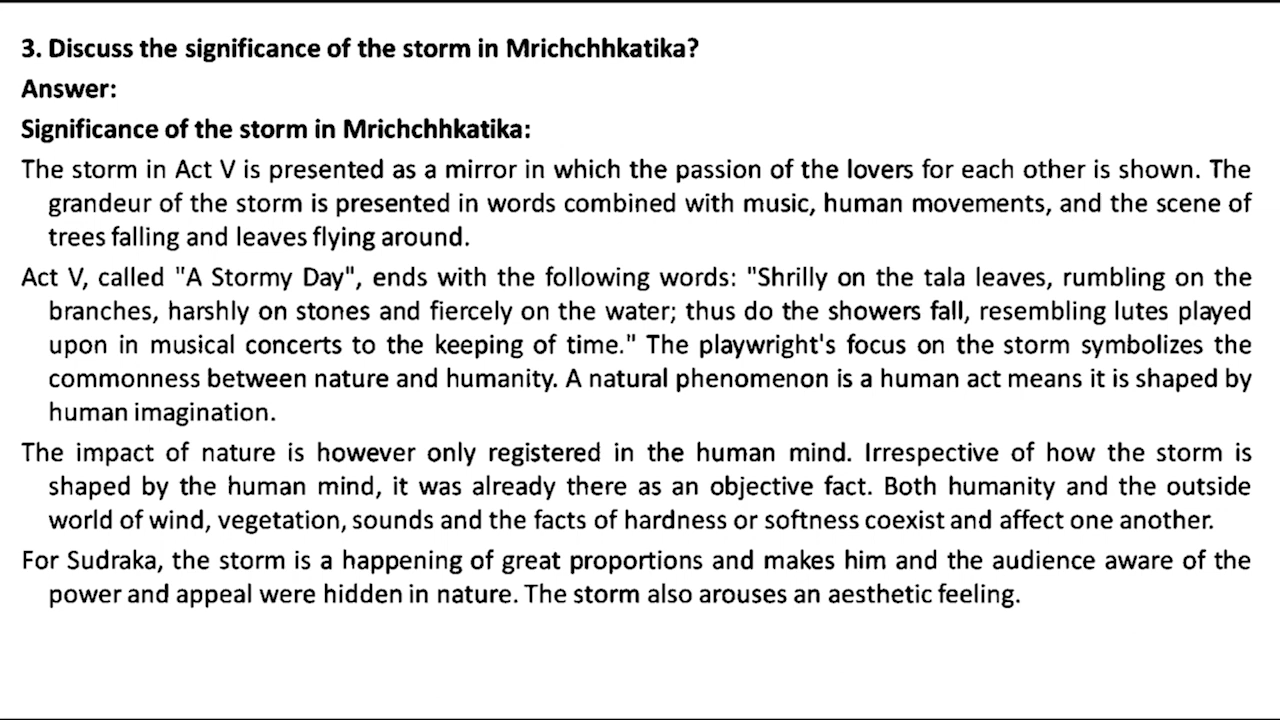 3. Discuss the significance of the storm in Mrichchhkatika?
Answer:
Significance of the storm in Mrichchhkatika:
The storm in Act V is presented as a mirror in which the passion of the lovers for each other is shown. The
grandeur of the storm is presented in words combined with music, human movements, and the scene of
trees falling and leaves flying around.
Act V, called "A Stormy Day", ends with the following words: "Shrilly on the tala leaves, rumbling on the
branches, harshly on stones and fiercely on the water; thus do the showers fall, resembling lutes played
upon in musical concerts to the keeping of time." The playwright's focus on the storm symbolizes the
commonness between nature and humanity. A natural phenomenon is a human act means it is shaped by
human imagination.
The impact of nature is however only registered in the human mind. Irrespective of how the storm is
shaped by the human mind, it was already there as an objective fact. Both humanity and the outside
world of wind, vegetation, sounds and the facts of hardness or softness coexist and affect one another.
For Sudraka, the storm is a happening of great proportions and makes him and the audience aware of the
power and appeal were hidden in nature. The storm also arouses an aesthetic feeling.